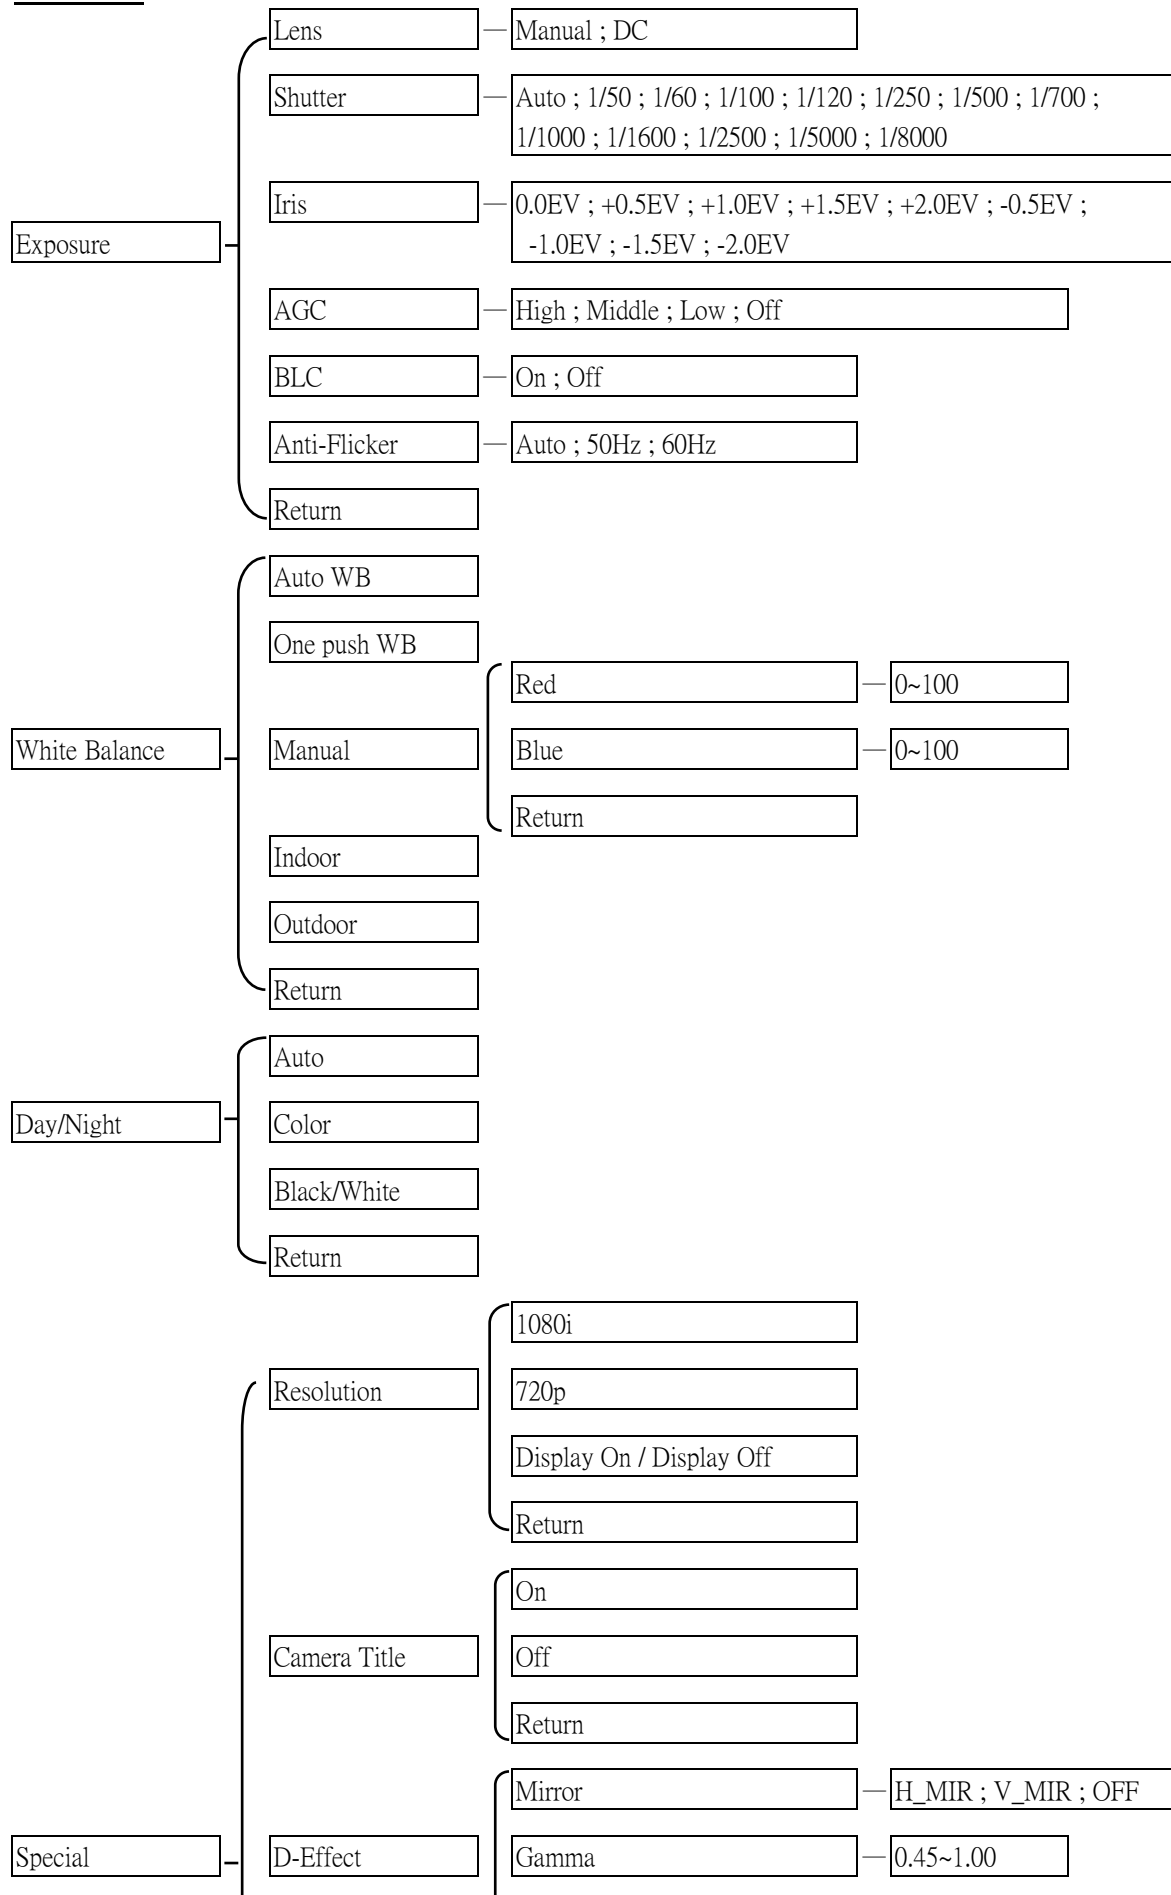 Lens — Manual ; DC
Shutter — Auto ; 1/50 ; 1/60 ; 1/100 ; 1/120 ; 1/250 ; 1/500 ; 1/700 ;
1/1000 ; 1/1600 ; 1/2500 ; 1/5000 ; 1/8000
Iris — 0.0EV ; +0.5EV ; +1.0EV ; +1.5EV ; +2.0EV ; -0.5EV ;
-1.0EV ; -1.5EV ; -2.0EV
Exposure
AGC — High ; Middle ; Low ; Off
BLC — On ; Off
Anti-Flicker — Auto ; 50Hz ; 60Hz
Return
Auto WB
One push WB
Red — 0~100
White Balance Manual Blue — 0~100
Return
Indoor
Outdoor
Return
Auto
Day/Night Color
Black/White
Return
1080i
Resolution 720p
Display On / Display Off
Return
On
Camera Title Off
Return
Mirror — H_MIR ; V_MIR ; OFF
Special D-Effect Gamma — 0.45~1.00